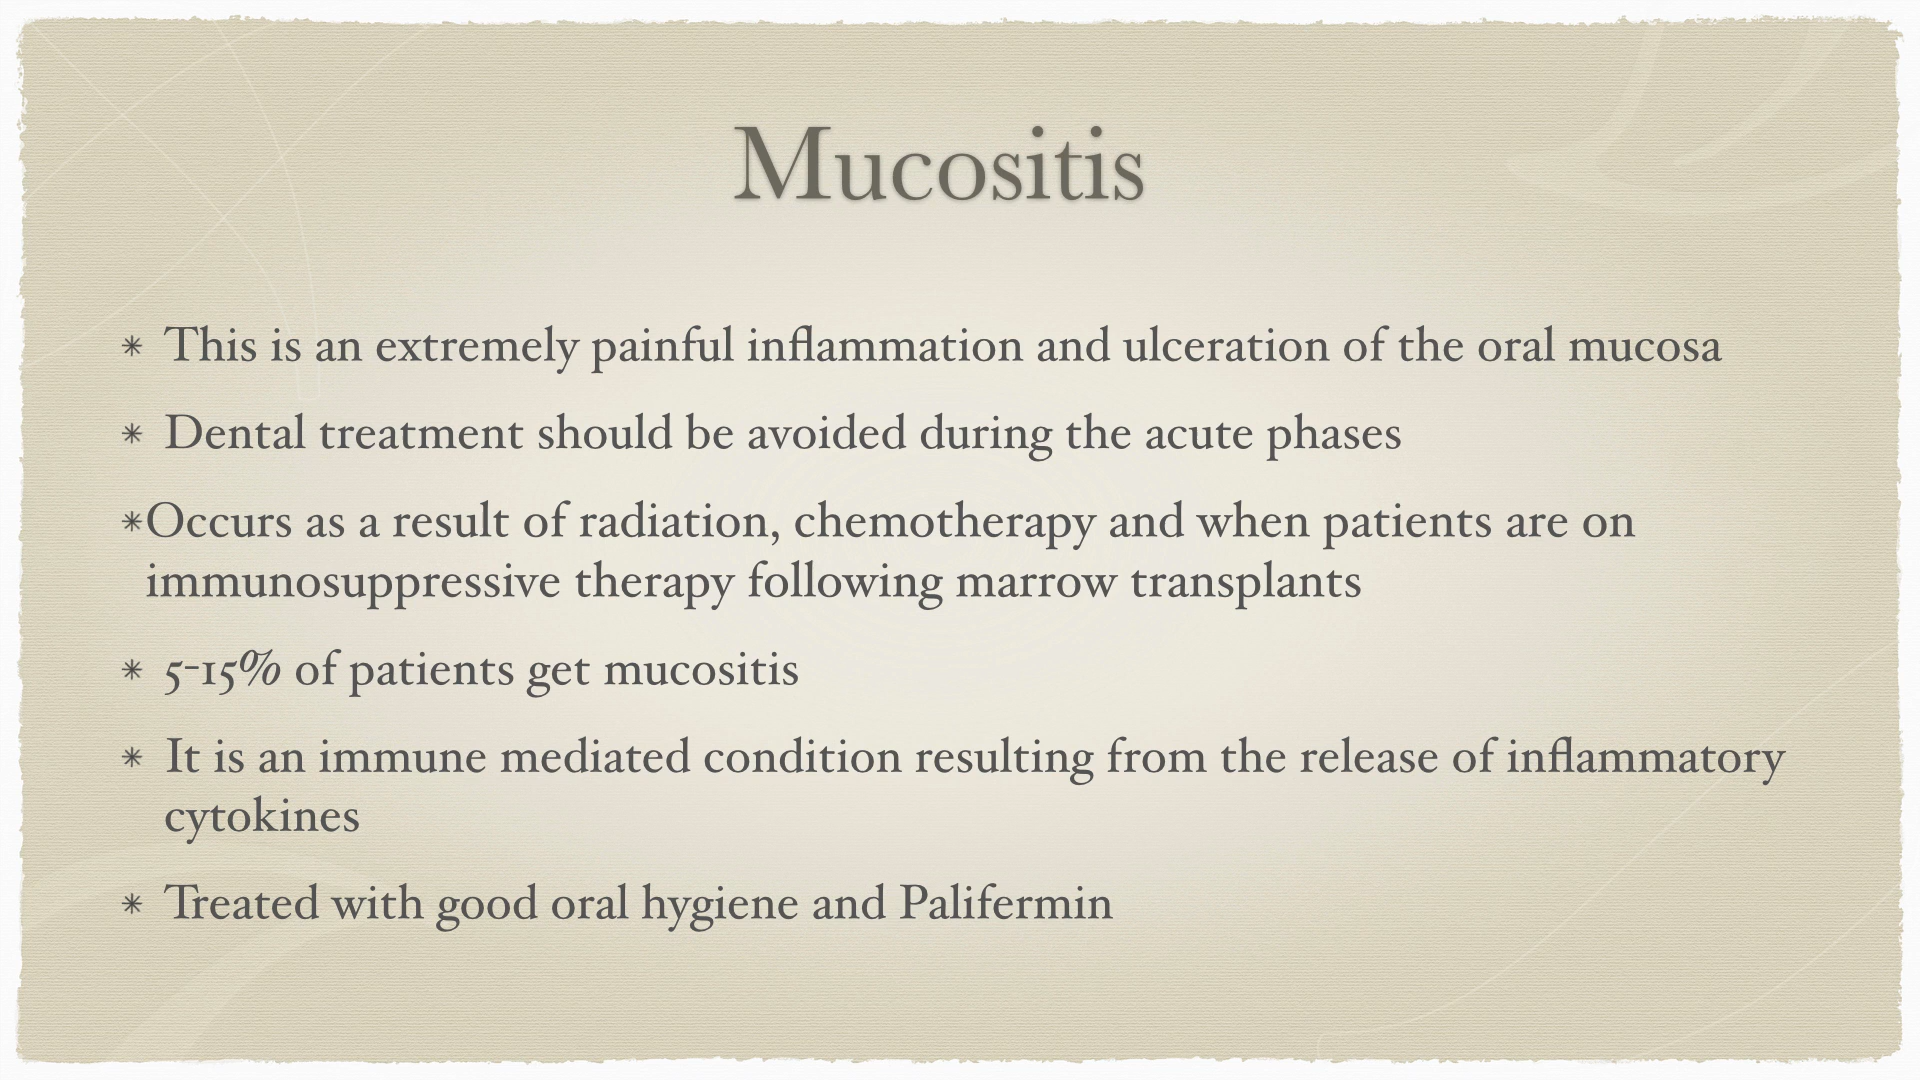 Mucositis
* This is an extremely painful inflammation and ulceration of the oral mucosa
* Dental treatment should be avoided during the acute phases
*Occurs as a result of radiation, chemotherapy and when patients are on
immunosuppressive therapy following marrow transplants
* 5-15% of patients get mucositis
* It is an immune mediated condition resulting from the release of inflammatory
cytokines
* Treated with good oral hygiene and Palifermin